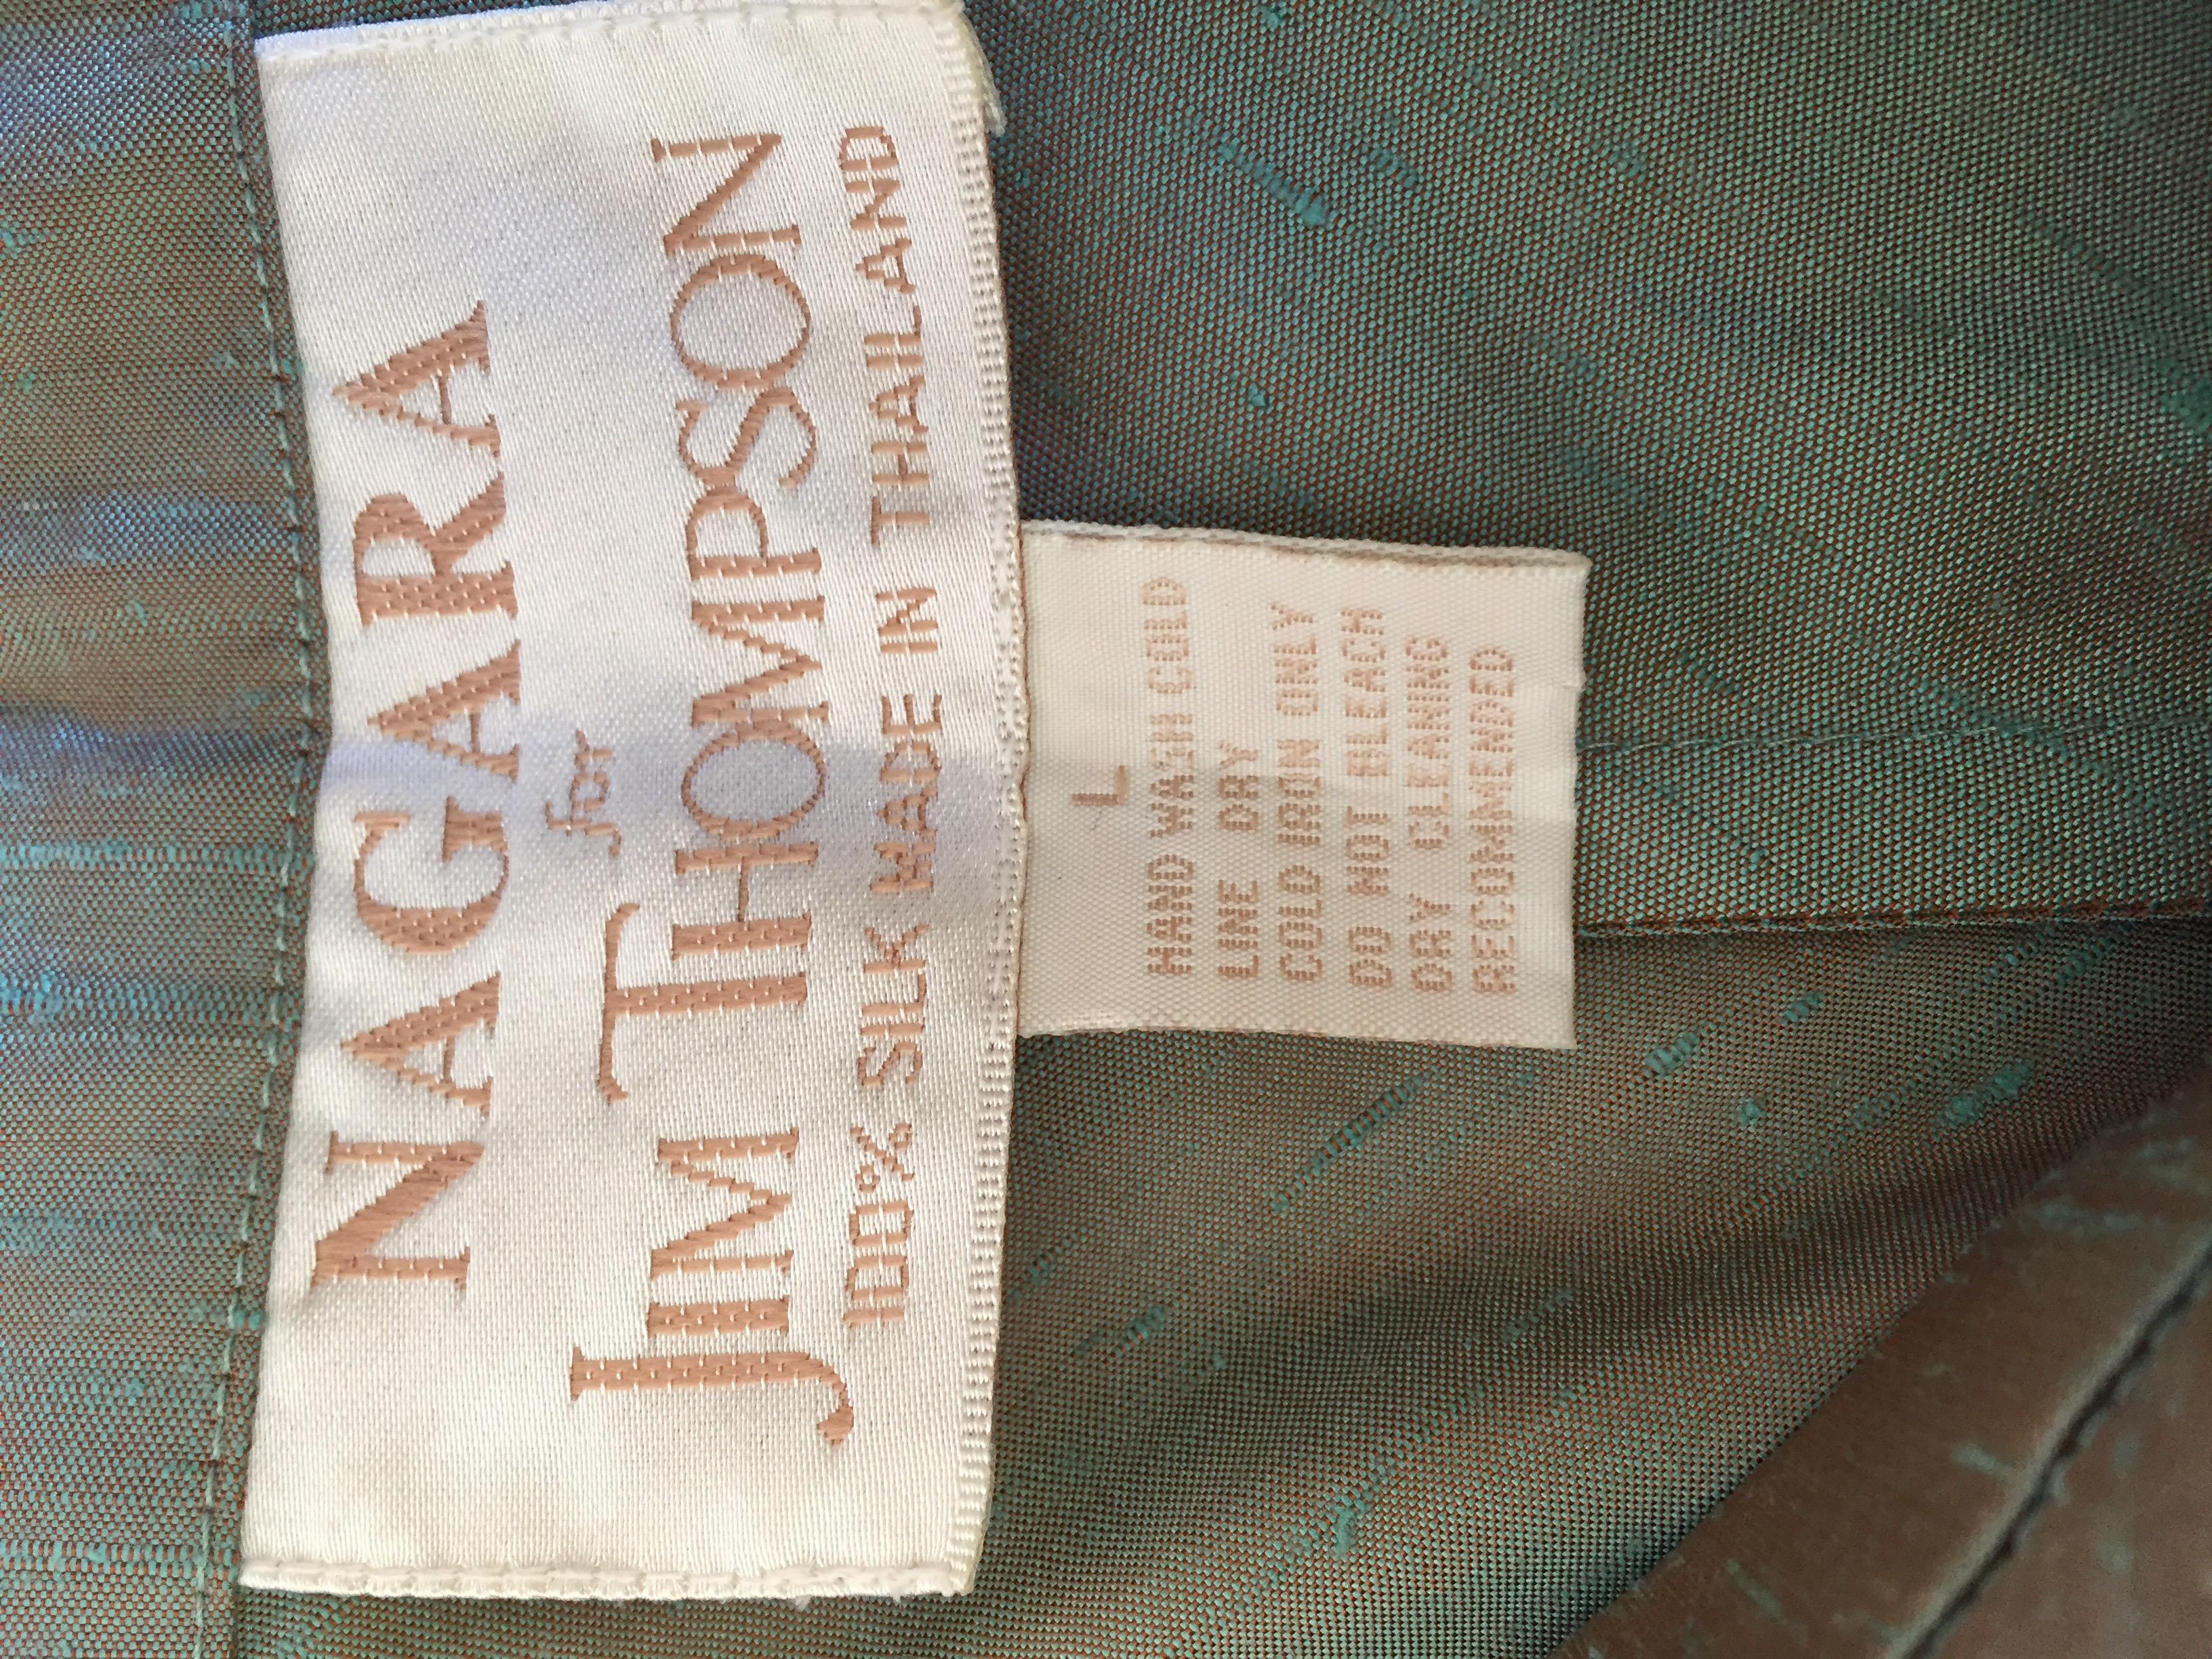 NAGARA
for
JIM THOMPSON
100% SILK MADE IN THAILAND
L
HAND WASH COLD
LINE DRY
COLD IRON ONLY
DO NOT BLEACH
DRY CLEANING
RECOMMENDED